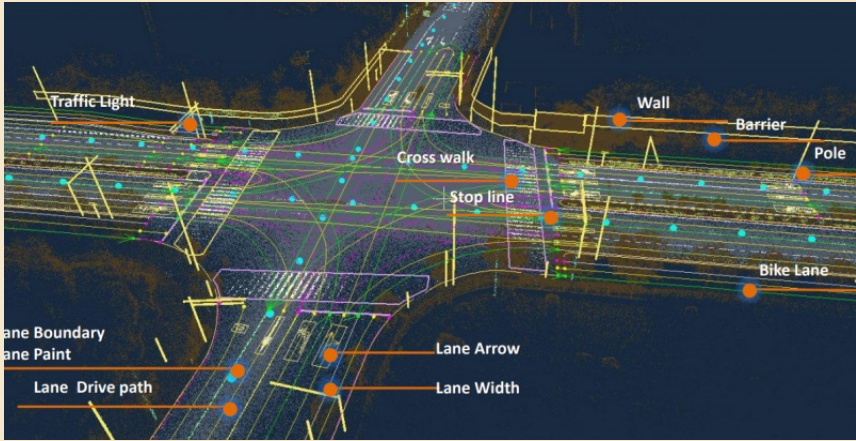 Traffic Light
Wall
Barrier
Pole
Cross walk
Stop line
Bike Lane
ane Boundary
ane Paint
Lane Drive path
Lane Arrow
Lane Width